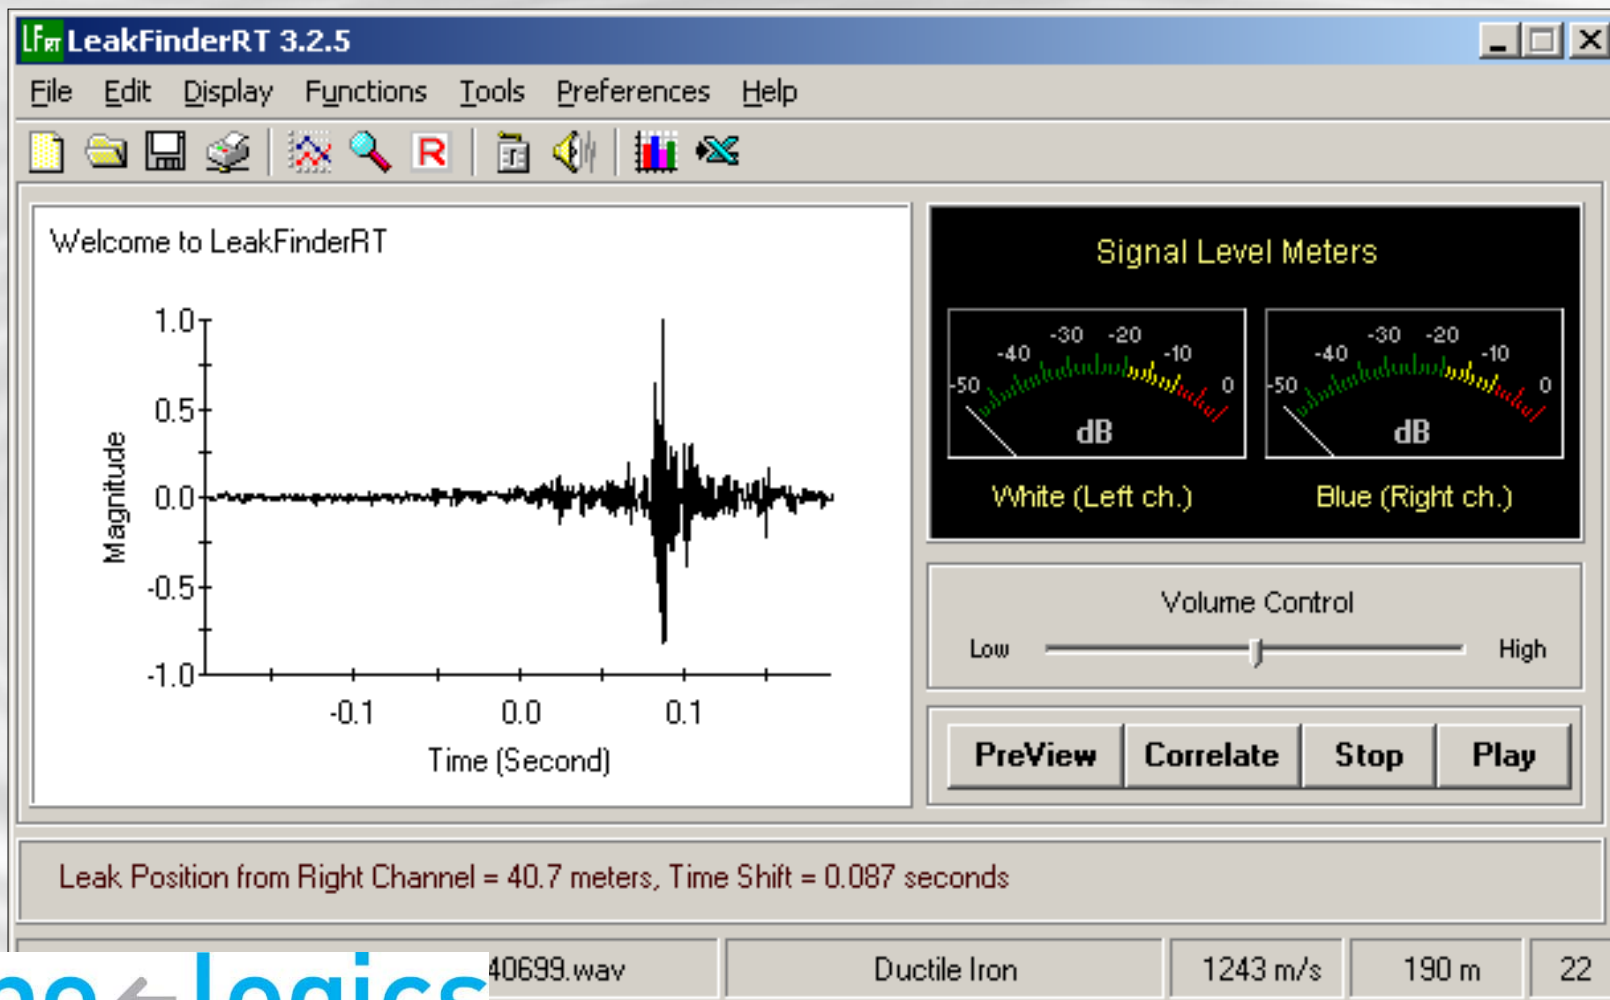 LFRT LeakFinderRT 3.2.5
File Edit Display Functions Tools Preferences Help
R
Welcome to LeakFinderRT
1.0
0.5
0.0
-0.5
-1.0
Magnitude
-0.1 0.0 0.1
Time (Second)
Signal Level Meters
-50 -40 -30 -20 -10 0
dB
White (Left ch.)
-50 -40 -30 -20 -10 0
dB
Blue (Right ch.)
Volume Control
Low High
PreView Correlate Stop Play
Leak Position from Right Channel = 40.7 meters, Time Shift = 0.087 seconds
40699.wav Ductile Iron 1243 m/s 190 m 22
logics